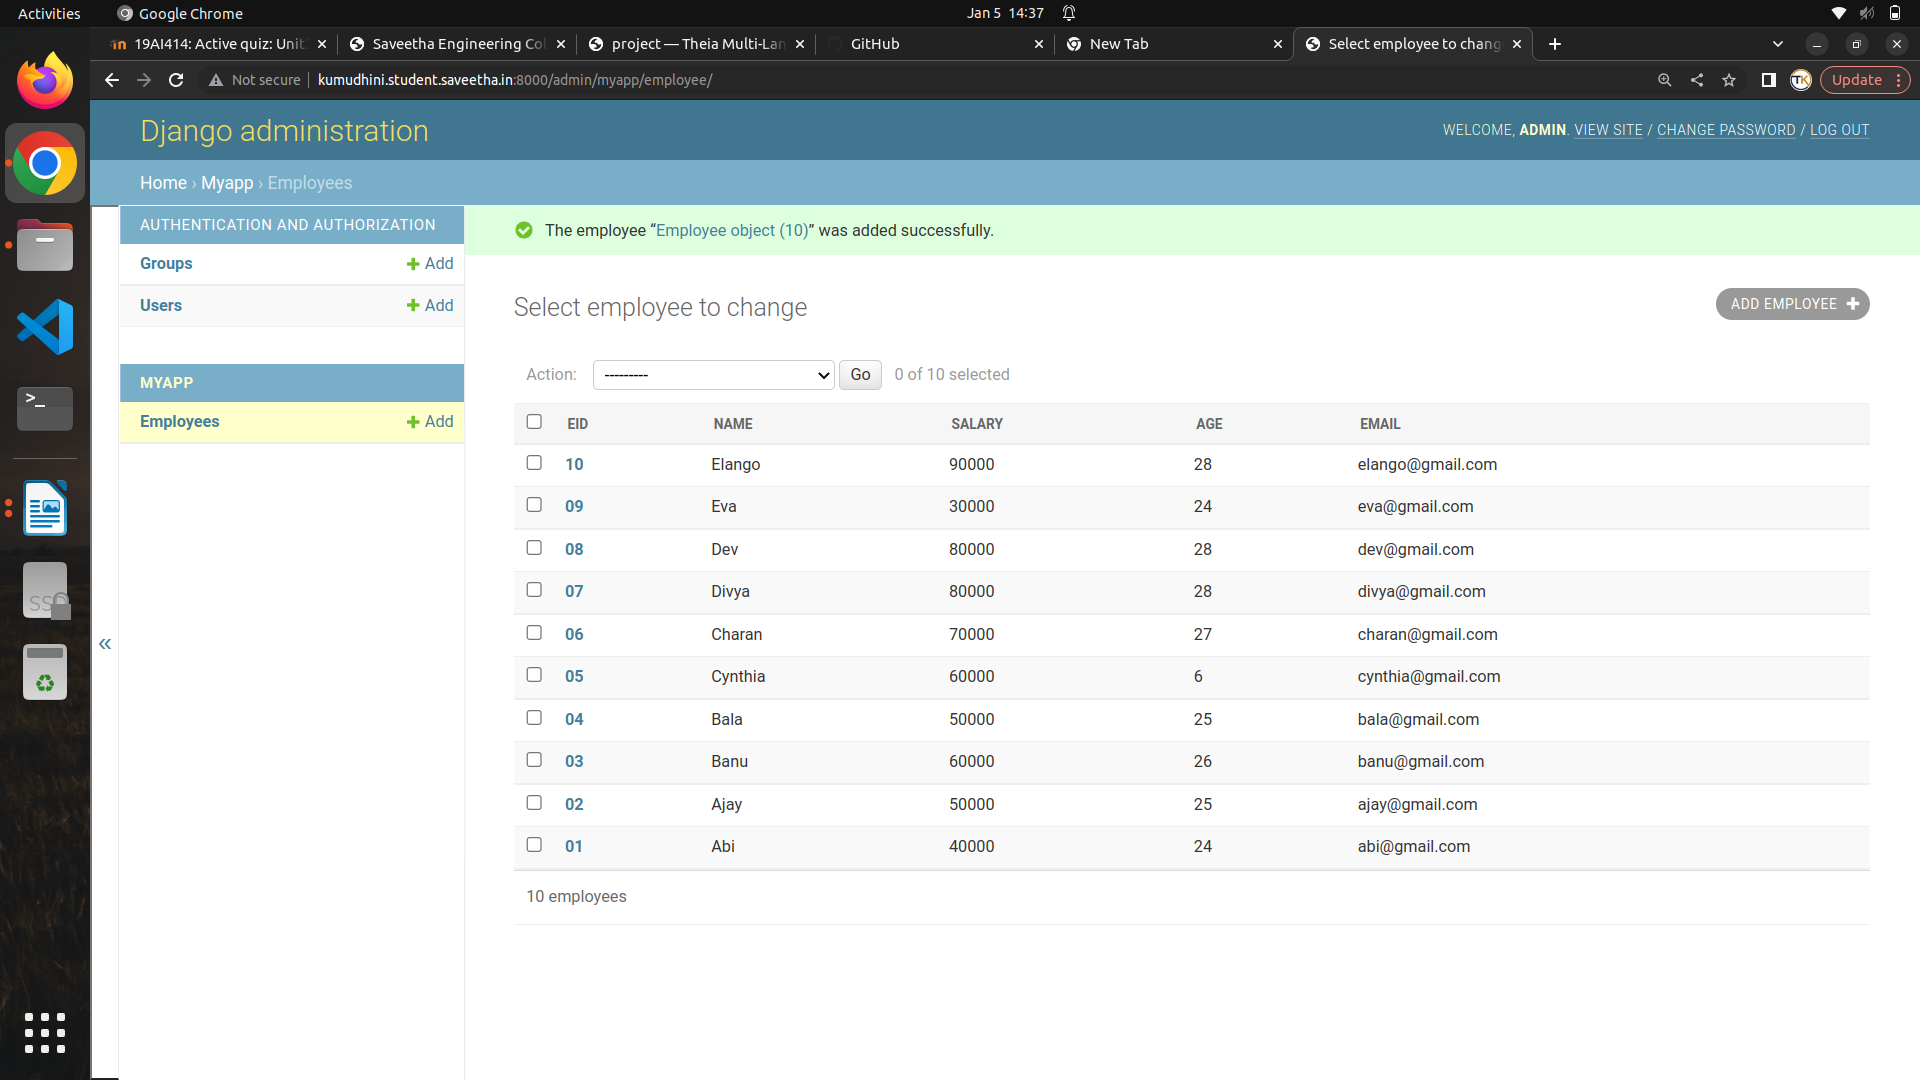 Activities
Google Chrome
Jan 5 14:37
19AI414: Active quiz: Unit
Saveetha Engineering Col
project — Theia Multi-Lan
GitHub
New Tab
Select employee to chang
Not secure
kumudhini.student.saveetha.in:8000/admin/myapp/employee/
TK
Update
Django administration
WELCOME, ADMIN. VIEW SITE / CHANGE PASSWORD / LOG OUT
Home › Myapp › Employees
AUTHENTICATION AND AUTHORIZATION
Groups + Add
Users + Add
MYAPP
Employees + Add
«
SS
The employee “Employee object (10)” was added successfully.
Select employee to change
ADD EMPLOYEE +
Action: --------- Go 0 of 10 selected
EID NAME SALARY AGE EMAIL
10 Elango 90000 28 elango@gmail.com
09 Eva 30000 24 eva@gmail.com
08 Dev 80000 28 dev@gmail.com
07 Divya 80000 28 divya@gmail.com
06 Charan 70000 27 charan@gmail.com
05 Cynthia 60000 6 cynthia@gmail.com
04 Bala 50000 25 bala@gmail.com
03 Banu 60000 26 banu@gmail.com
02 Ajay 50000 25 ajay@gmail.com
01 Abi 40000 24 abi@gmail.com
10 employees